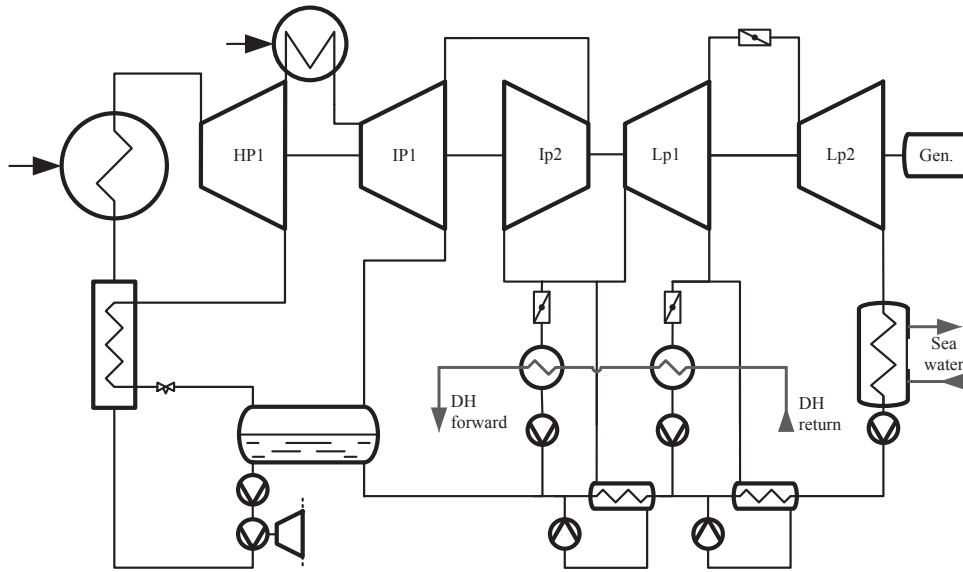 HP1
IP1
Ip2
Lp1
Lp2
Gen.
Sea
water
DH
forward
DH
return